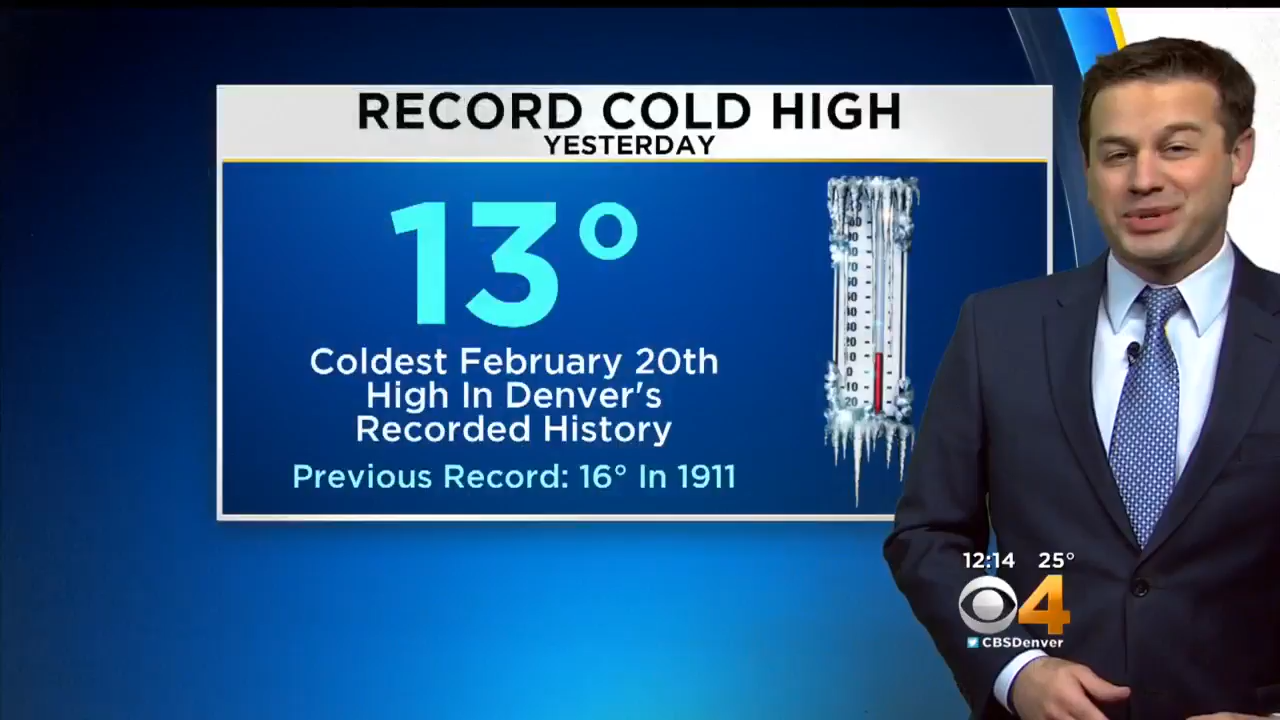 RECORD COLD HIGH
YESTERDAY
13°
Coldest February 20th
High In Denver's
Recorded History
Previous Record: 16° In 1911
12:14 25°
4
CBSDenver